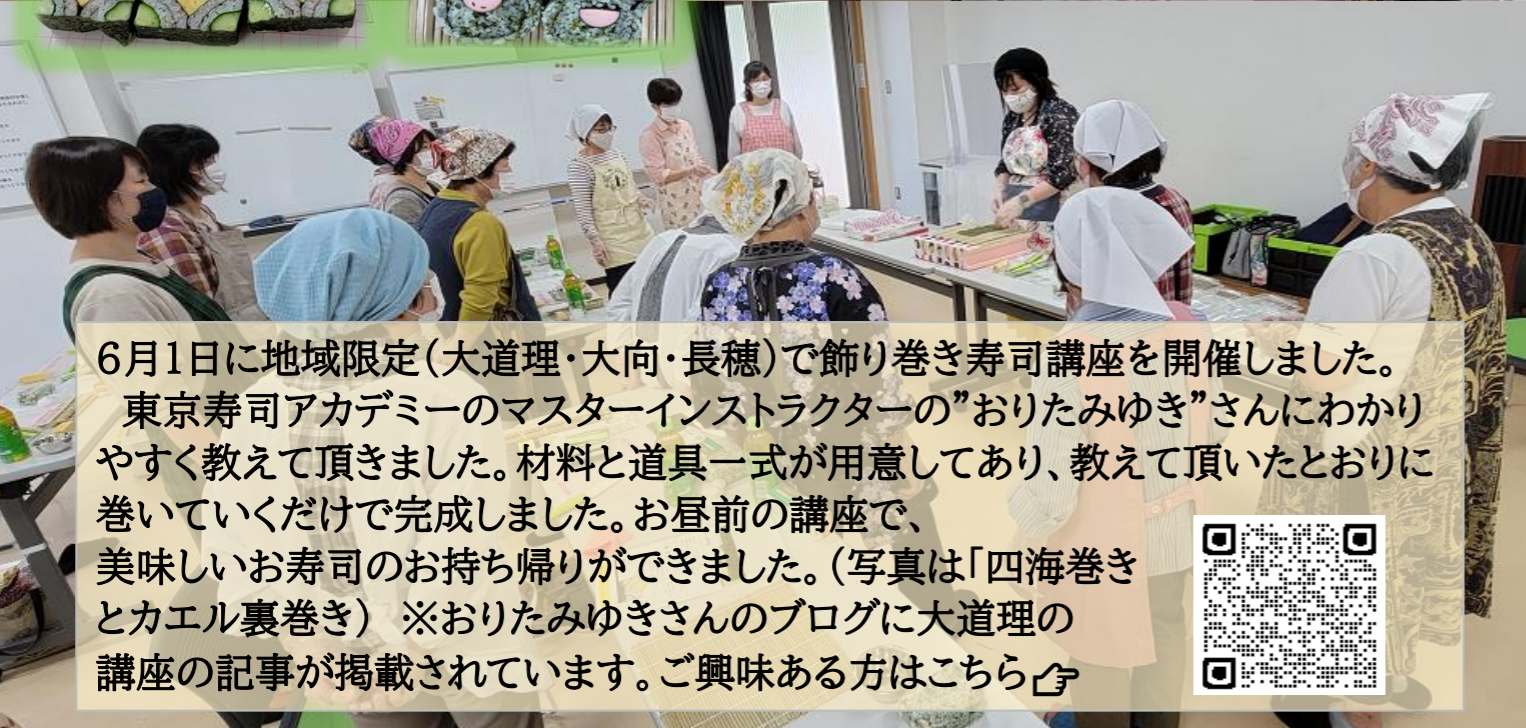 6月1日に地域限定(大道理・大向・長穂)で飾り巻き寿司講座を開催しました。
東京寿司アカデミーのマスターインストラクターの”おりたみゆき”さんにわかり
やすく教えて頂きました。材料と道具一式が用意してあり、教えて頂いたとおりに
巻いていくだけで完成しました。お昼前の講座で、
美味しいお寿司のお持ち帰りができました。(写真は「四海巻き
とカエル裏巻き) ※おりたみゆきさんのブログに大道理の
講座の記事が掲載されています。ご興味ある方はこちら👉